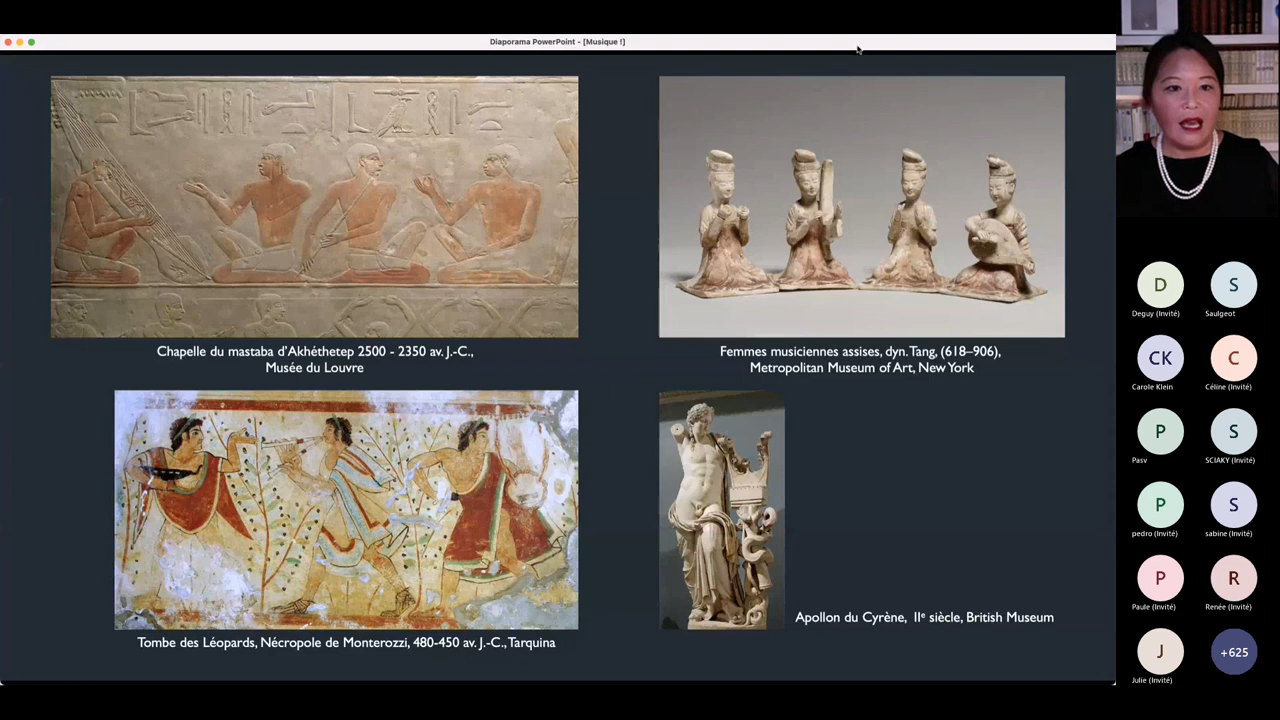 Diaporama PowerPoint - [Musique !]
Chapelle du mastaba d'Akhéthetep 2500 - 2350 av. J.-C.,
Musée du Louvre
Femmes musiciennes assises, dyn. Tang, (618–906),
Metropolitan Museum of Art, New York
Tombe des Léopards, Nécropole de Monterozzi, 480-450 av. J.-C., Tarquina
Apollon du Cyrène, IIe siècle, British Museum
D
Deguy (Invité)
S
Saulgeot
CK
Carole Klein
C
Céline (Invité)
P
Pasv
S
SCIAKY (Invité)
P
pedro (Invité)
S
sabine (Invité)
P
Paule (Invité)
R
Renée (Invité)
J
Julie (Invité)
+625